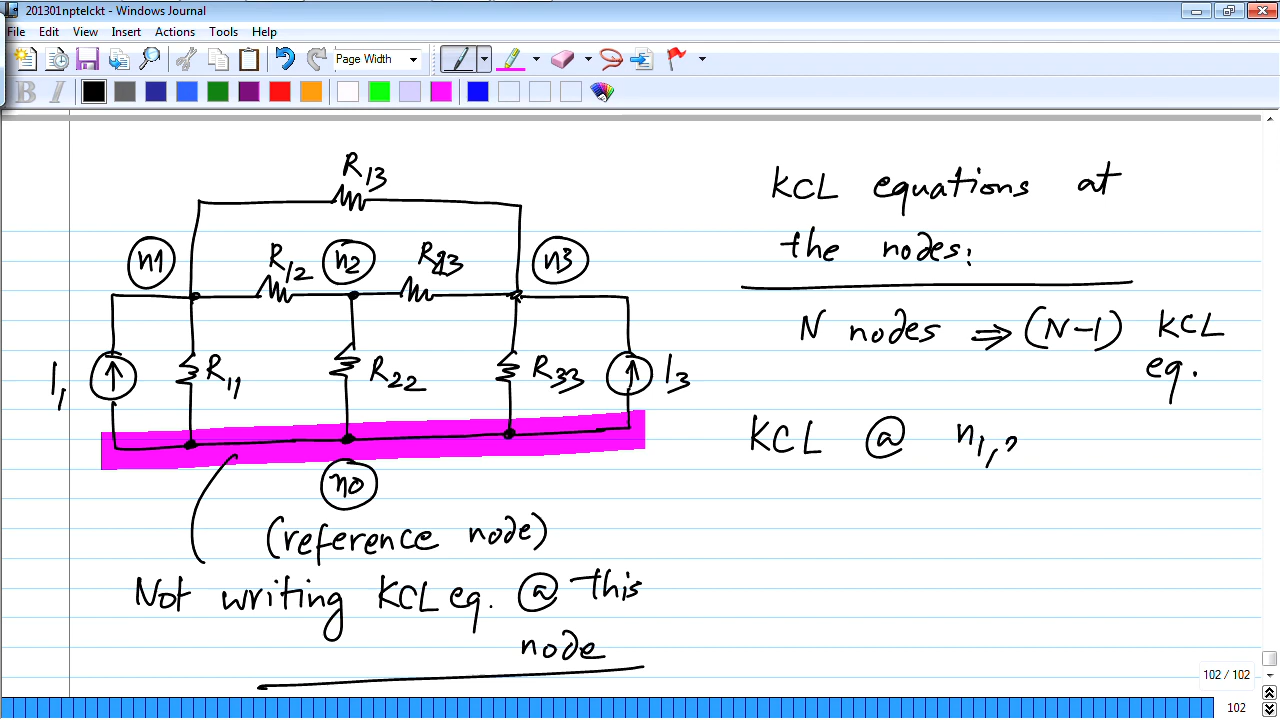 201301nptelckt - Windows Journal
File Edit View Insert Actions Tools Help
Page Width
B I
R13
n1
R12
n2
n3
I1
R11
R22
R33
I3
n0
(reference node)
Not writing KCL eq. @ this
node
KCL equations at
the nodes:
N nodes ⇒ (N-1) KCL
eq.
KCL @ n1,
102 / 102
102